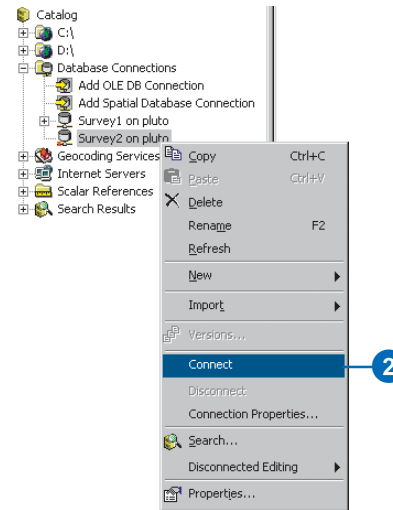 Catalog
C:\
D:\
Database Connections
Add OLE DB Connection
Add Spatial Database Connection
Survey1 on pluto
Survey2 on pluto
Geocoding Services
Internet Servers
Scalar References
Search Results
Copy Ctrl+C
Paste Ctrl+V
Delete
Rename F2
Refresh
New
Import
Versions...
Connect
2
Disconnect
Connection Properties...
Search...
Disconnected Editing
Properties...